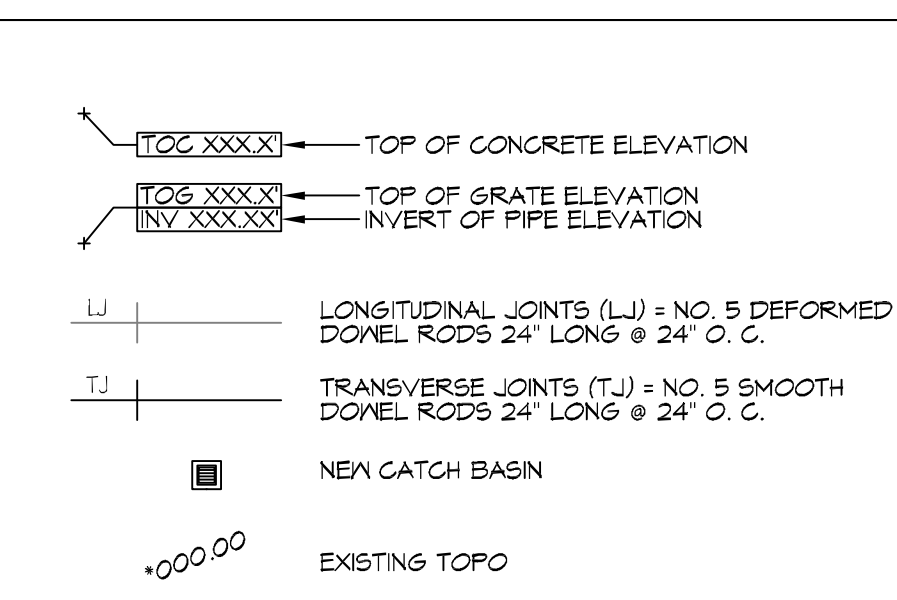 TOC XXX.X' TOP OF CONCRETE ELEVATION
TOG XXX.X' TOP OF GRATE ELEVATION
INV XXX.XX' INVERT OF PIPE ELEVATION
LJ LONGITUDINAL JOINTS (LJ) = NO. 5 DEFORMED
DOWEL RODS 24" LONG @ 24" O. C.
TJ TRANSVERSE JOINTS (TJ) = NO. 5 SMOOTH
DOWEL RODS 24" LONG @ 24" O. C.
NEW CATCH BASIN
*000.00 EXISTING TOPO